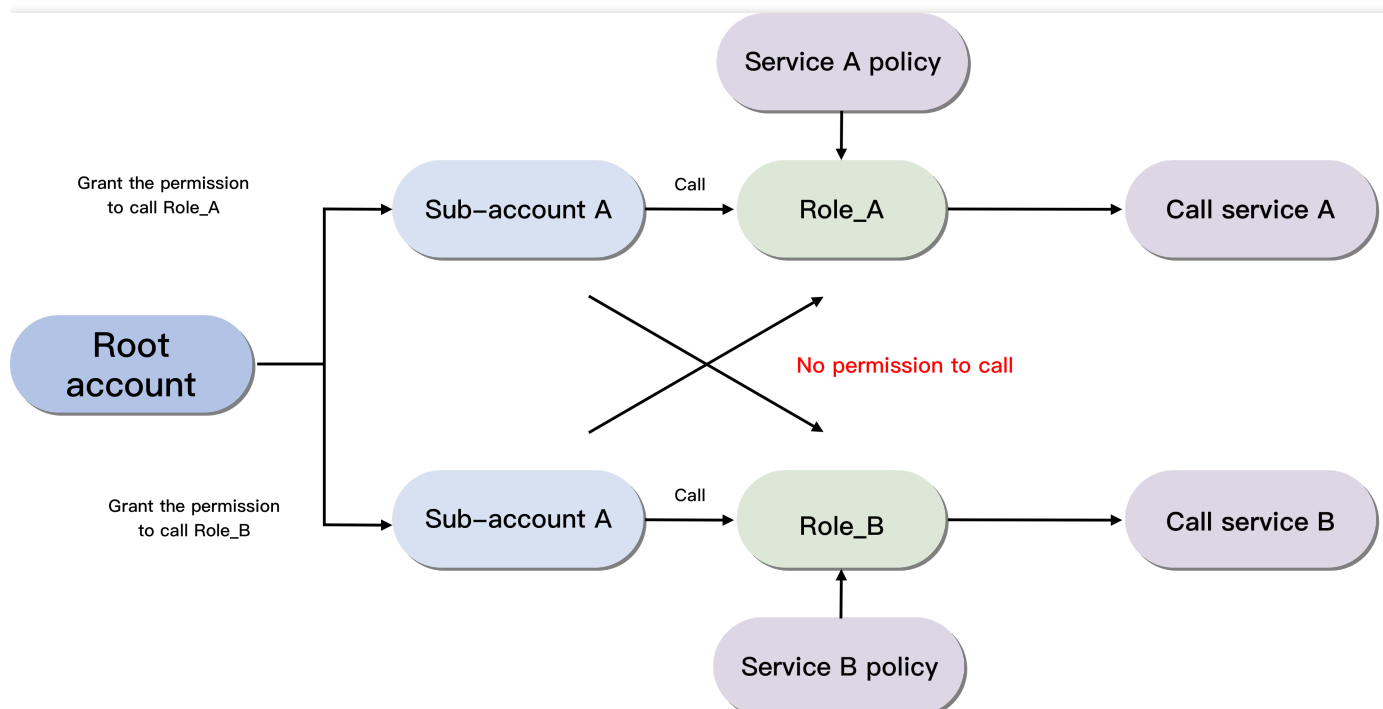 Service A policy
Grant the permission
to call Role_A
Sub-account A
Call
Role_A
Call service A
Root
account
No permission to call
Grant the permission
to call Role_B
Sub-account A
Call
Role_B
Call service B
Service B policy